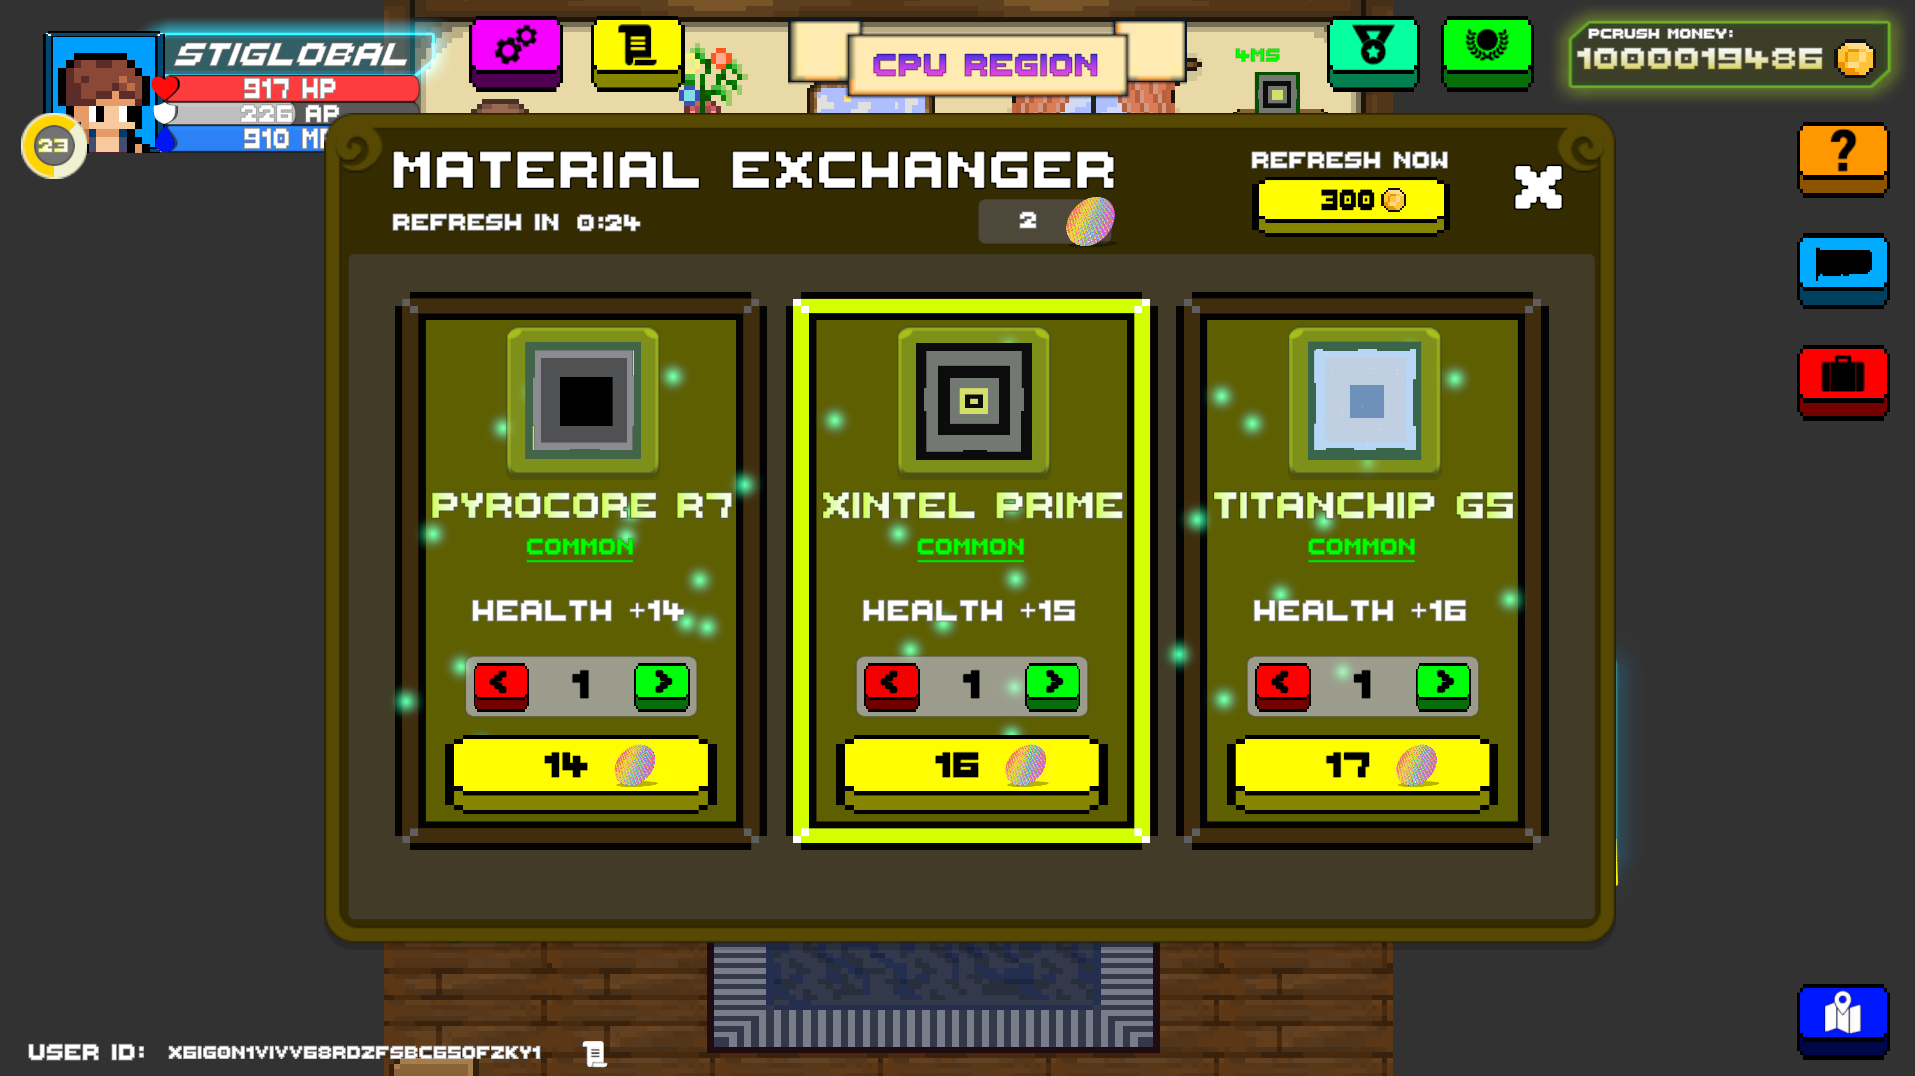 STIGLOBAL
917 HP
226 AP
910 MP
23
CPU REGION
4MS
PCRUSH MONEY:
1000019486
MATERIAL EXCHANGER
REFRESH IN 0:24
2
REFRESH NOW
300
PYROCORE R7
COMMON
HEALTH +14
< 1 >
14
XINTEL PRIME
COMMON
HEALTH +15
< 1 >
16
TITANCHIP G5
COMMON
HEALTH +16
< 1 >
17
?
USER ID: X6IGON1VIVV68RDZFSBC6SOFZKY1